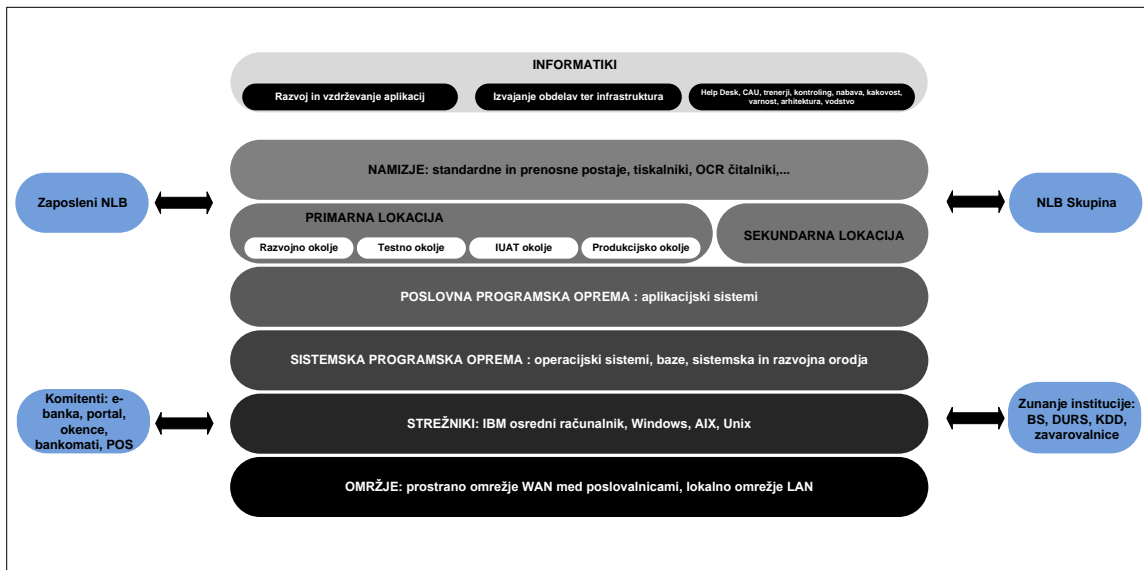 INFORMATIKI
Razvoj in vzdrževanje aplikacij
Izvajanje obdelav ter infrastruktura
Help Desk, CAU, trenerji, kontroling, nabava, kakovost,
varnost, arhitektura, vodstvo
NAMIZJE: standardne in prenosne postaje, tiskalniki, OCR čitalniki,...
Zaposleni NLB
NLB Skupina
PRIMARNA LOKACIJA
Razvojno okolje
Testno okolje
IUAT okolje
Produkcijsko okolje
SEKUNDARNA LOKACIJA
POSLOVNA PROGRAMSKA OPREMA : aplikacijski sistemi
SISTEMSKA PROGRAMSKA OPREMA : operacijski sistemi, baze, sistemska in razvojna orodja
Komitenti: e-
banka, portal,
okence,
bankomati, POS
STREŽNIKI: IBM osredni računalnik, Windows, AIX, Unix
Zunanje institucije:
BS, DURS, KDD,
zavarovalnice
OMRŽJE: prostrano omrežje WAN med poslovalnicami, lokalno omrežje LAN